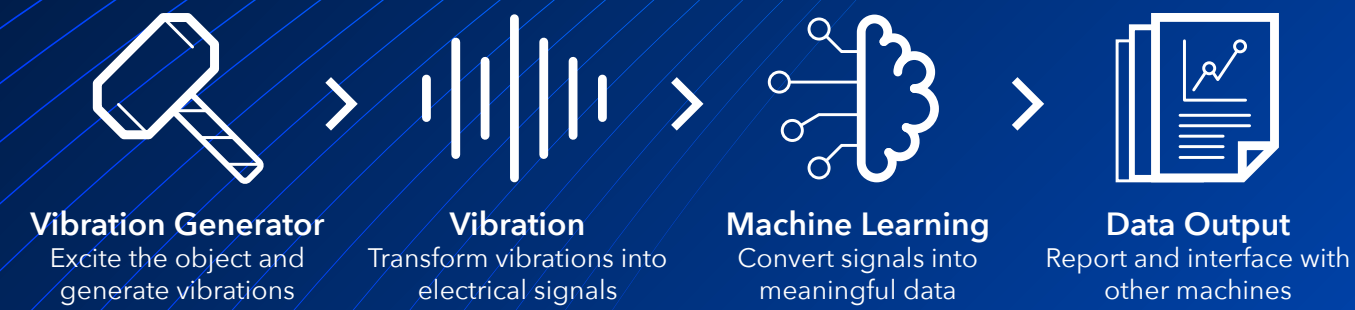 Vibration Generator
Excite the object and
generate vibrations
Vibration
Transform vibrations into
electrical signals
Machine Learning
Convert signals into
meaningful data
Data Output
Report and interface with
other machines